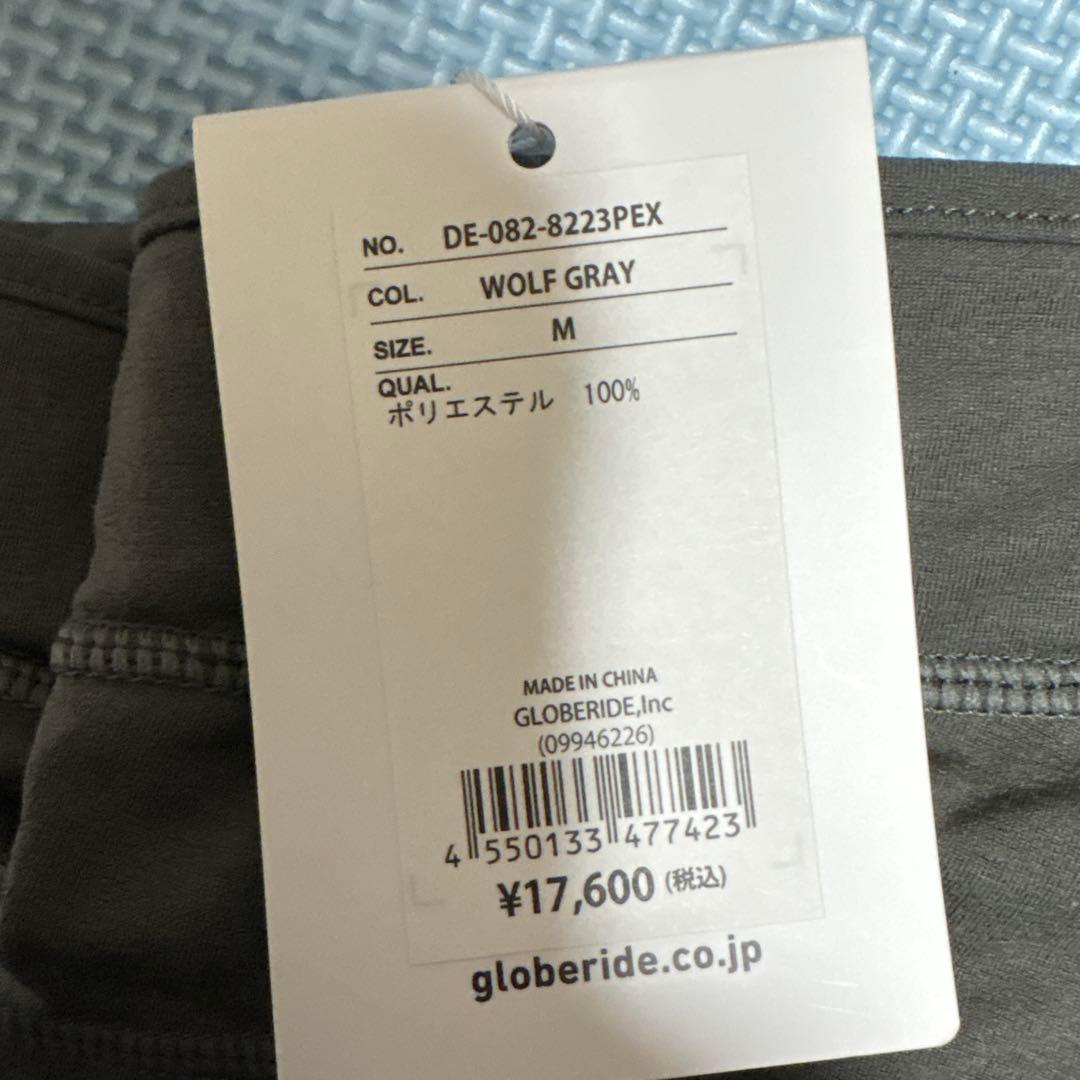 NO. DE-082-8223PEX
COL. WOLF GRAY
SIZE. M
QUAL.
ポリエステル 100%
MADE IN CHINA
GLOBERIDE,Inc
(09946226)
4 550133 477423
¥17,600 (税込)
globeride.co.jp